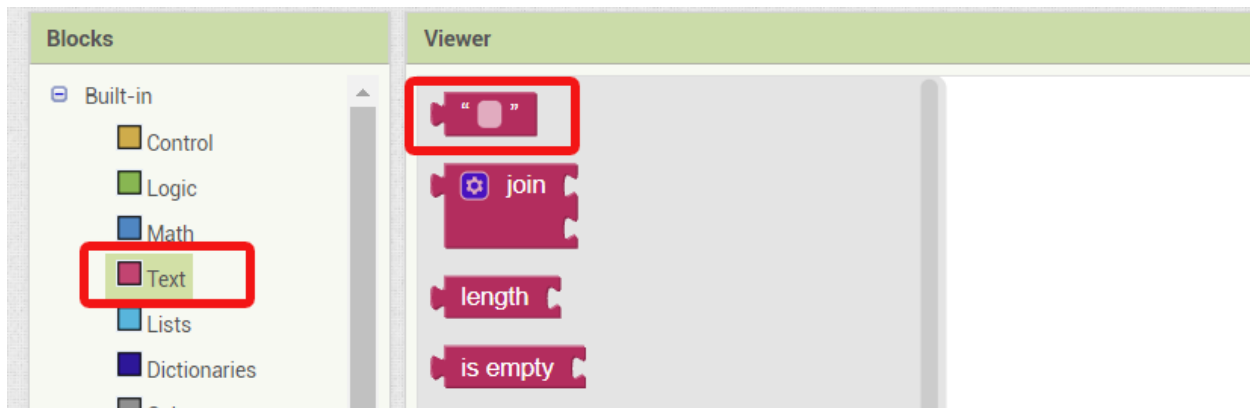 Blocks
Built-in
Control
Logic
Math
Text
Lists
Dictionaries
Viewer
“ ”
join
length
is empty